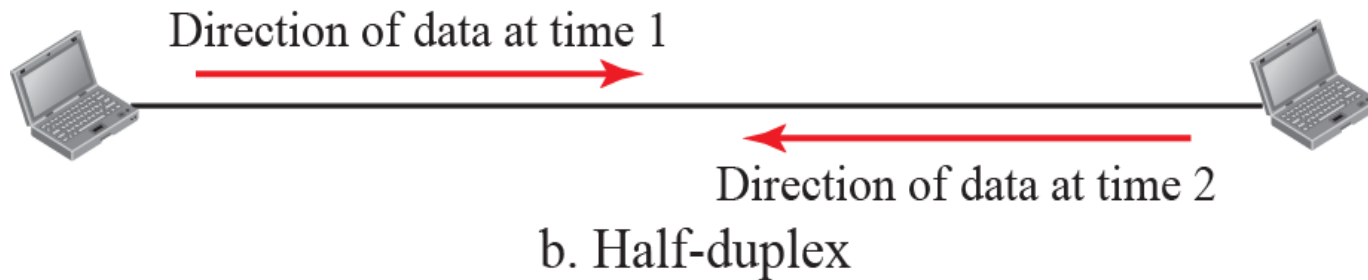 Direction of data at time 1
Direction of data at time 2
b. Half-duplex